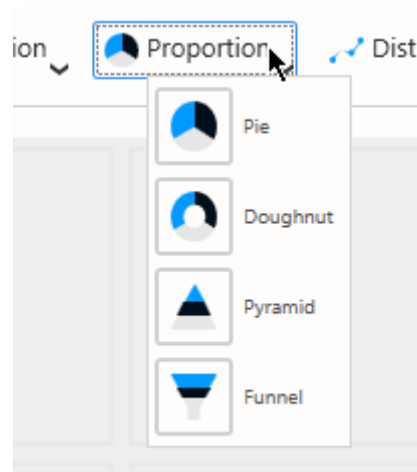 ion Proportion Dist
Pie
Doughnut
Pyramid
Funnel